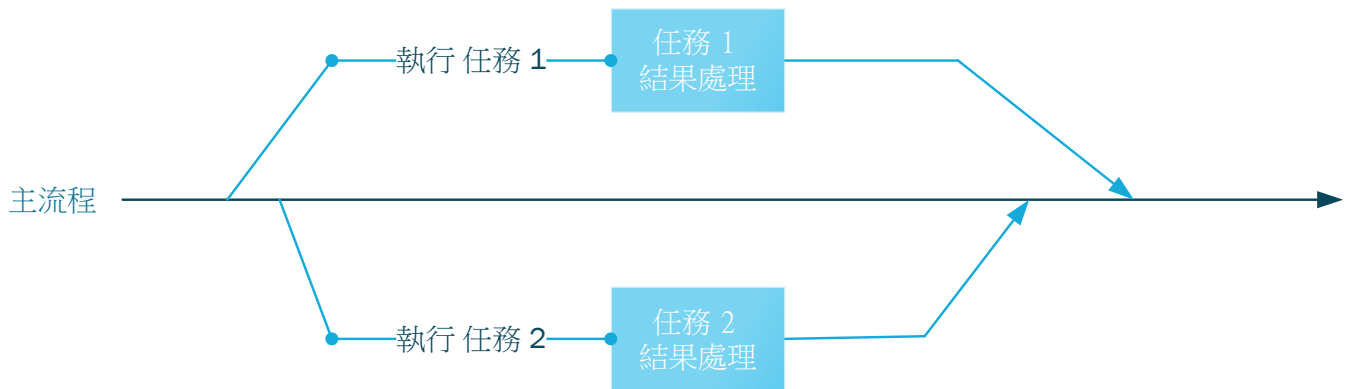 執行 任務 1
任務 1
結果處理
主流程
執行 任務 2
任務 2
結果處理